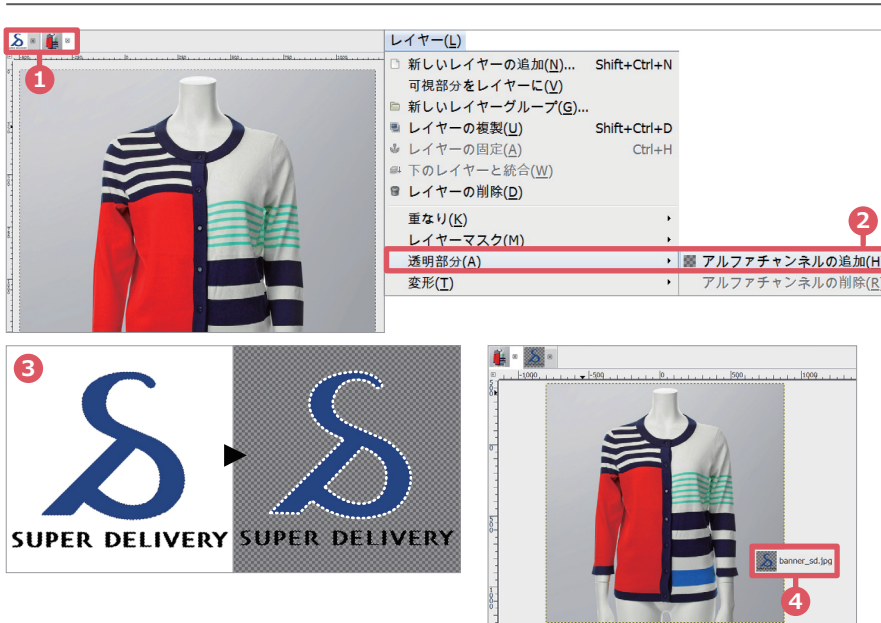 1
レイヤー(L)
新しいレイヤーの追加(N)... Shift+Ctrl+N
可視部分をレイヤーに(V)
新しいレイヤーグループ(G)...
レイヤーの複製(U) Shift+Ctrl+D
レイヤーの固定(A) Ctrl+H
下のレイヤーと統合(W)
レイヤーの削除(D)
重なり(K)
2
レイヤーマスク(M)
透明部分(A) アルファチャンネルの追加(H
変形(T) アルファチャンネルの削除(R
3
SUPER DELIVERY SUPER DELIVERY
-1000 -500 0 500 1000
banner_sd.jpg
4